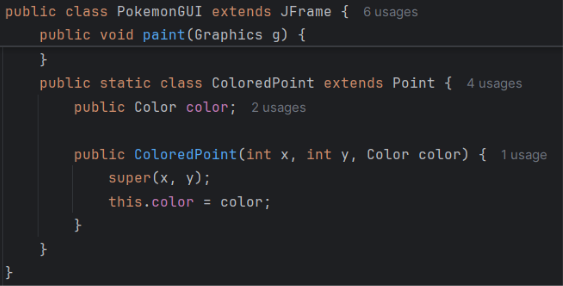 public class PokemonGUI extends JFrame { 6 usages
public void paint(Graphics g) {
}
public static class ColoredPoint extends Point { 4 usages
public Color color; 2 usages
public ColoredPoint(int x, int y, Color color) { 1 usage
super(x, y);
this.color = color;
}
}
}